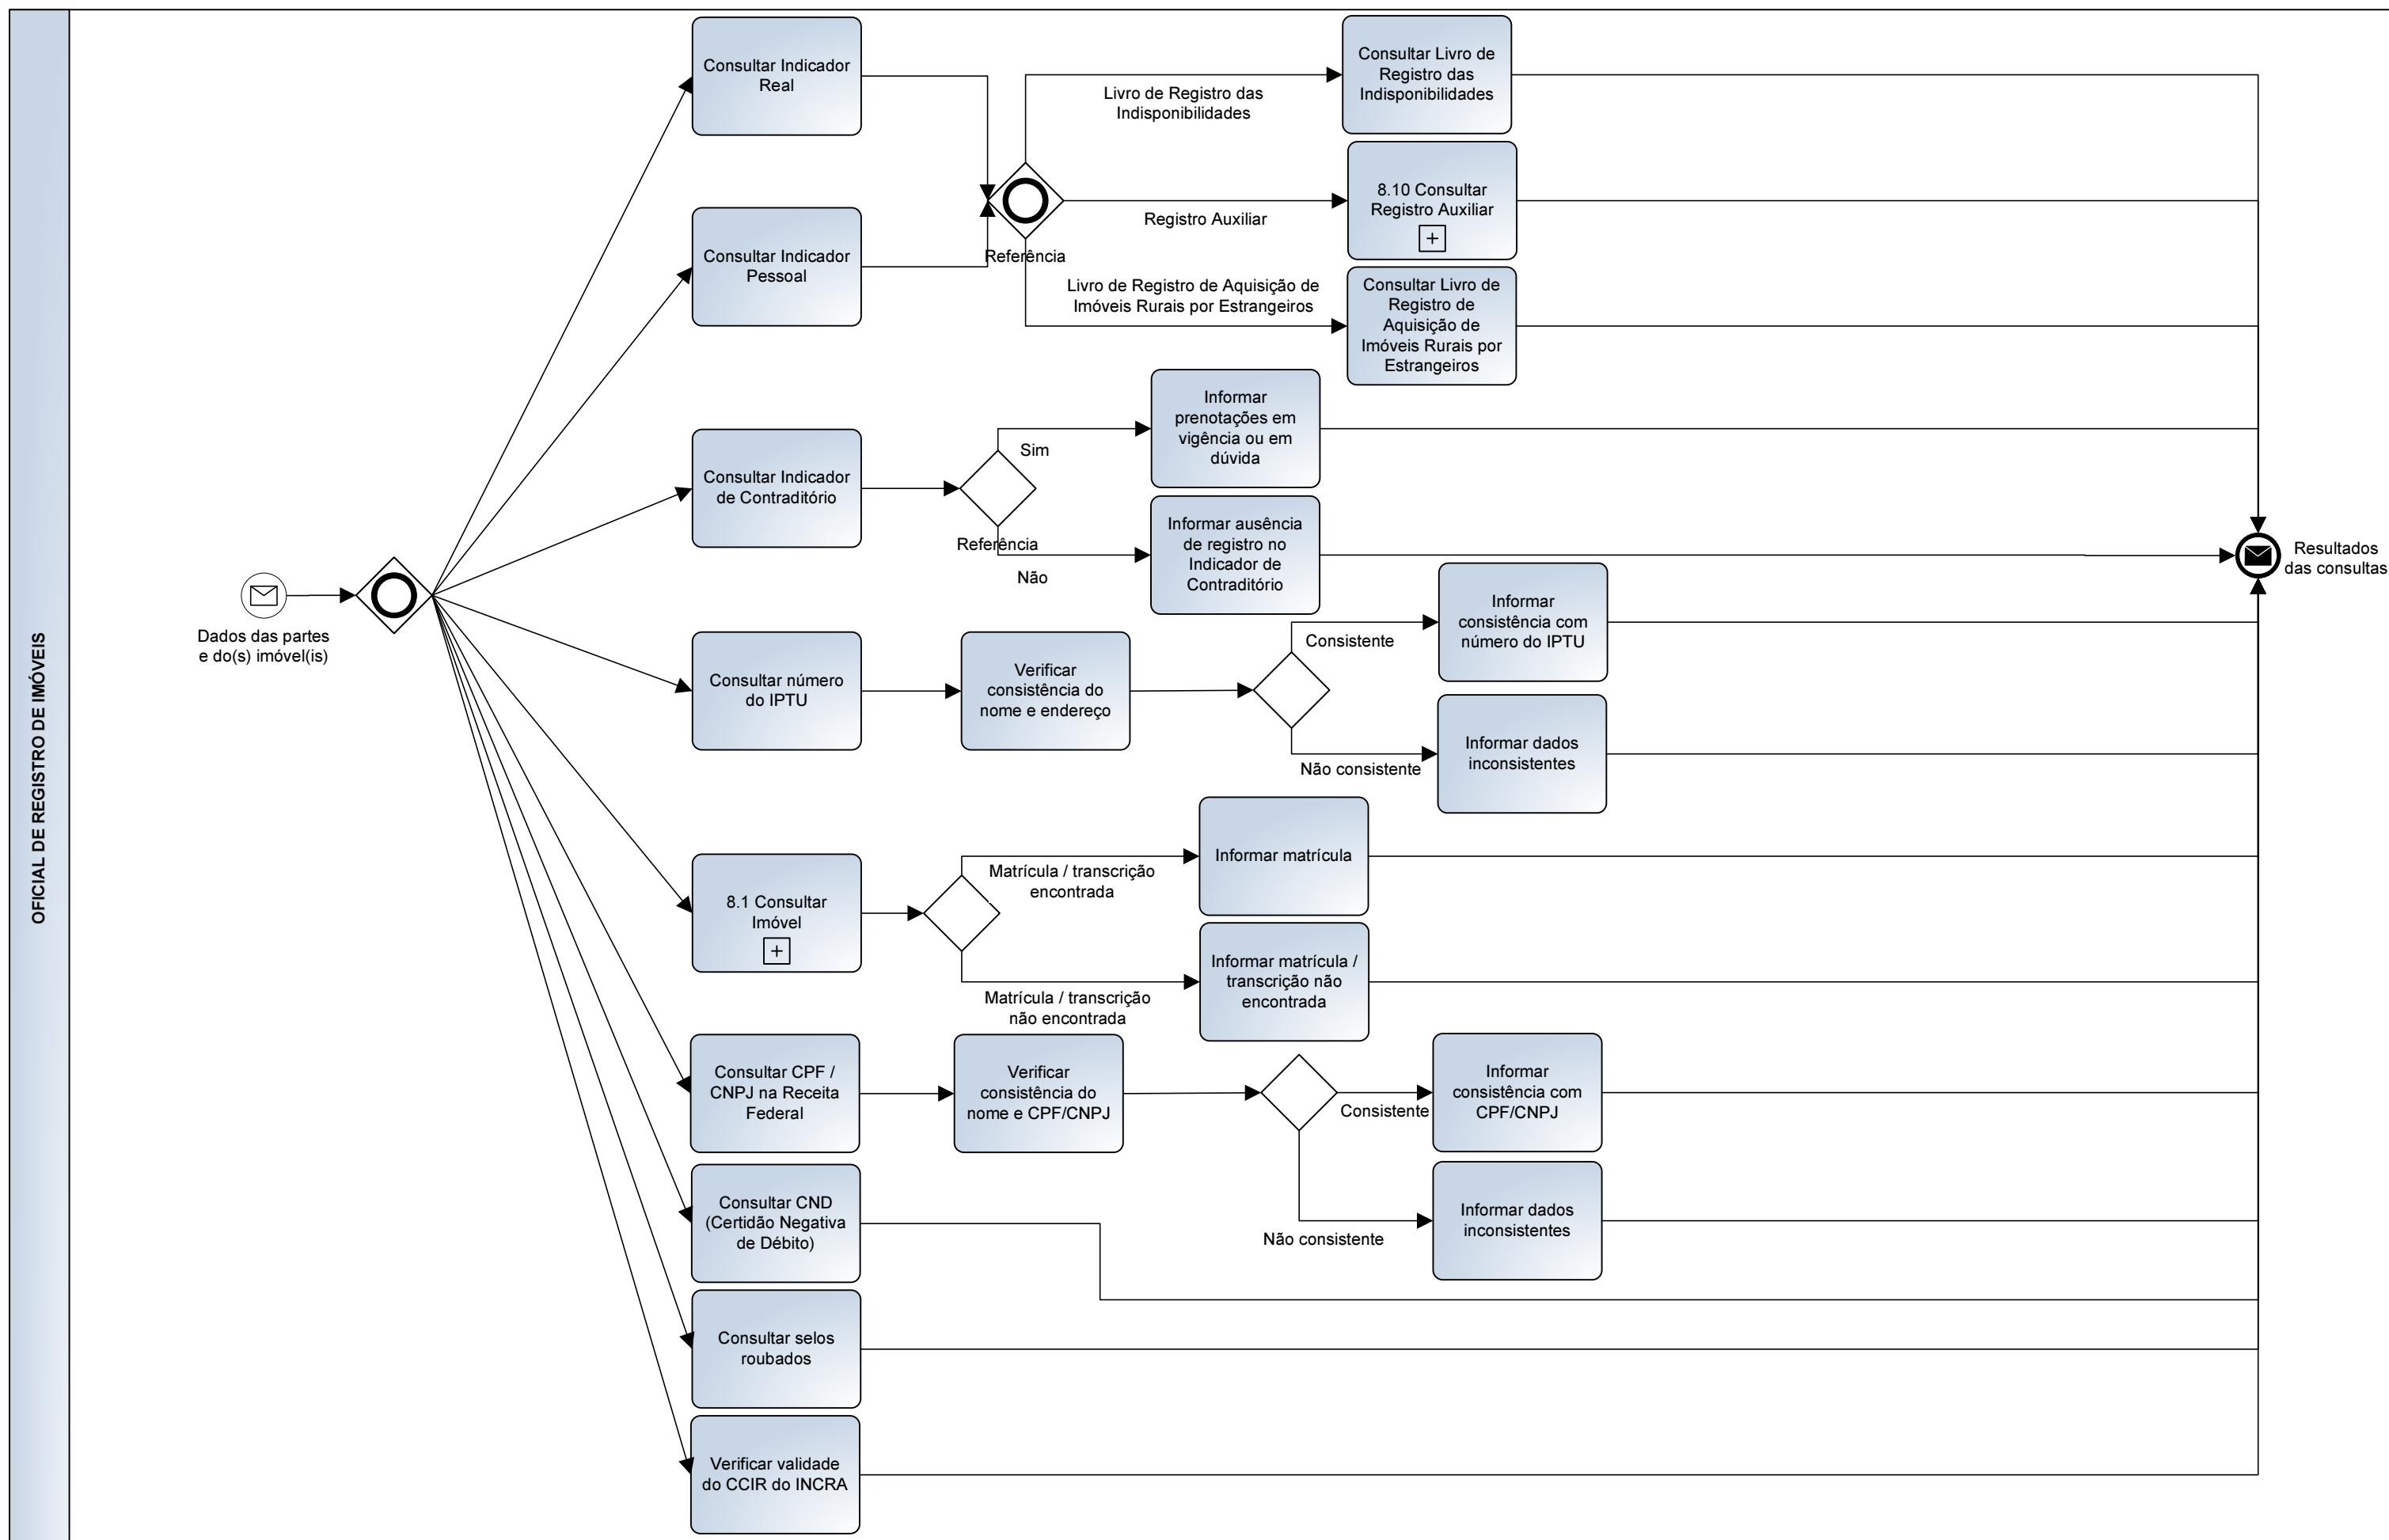 OFICIAL DE REGISTRO DE IMÓVEIS
Dados das partes
e do(s) imóvel(is)
Consultar Indicador
Real
Consultar Indicador
Pessoal
Referência
Livro de Registro das
Indisponibilidades
Consultar Livro de
Registro das
Indisponibilidades
Registro Auxiliar
8.10 Consultar
Registro Auxiliar
Livro de Registro de Aquisição de
Imóveis Rurais por Estrangeiros
Consultar Livro de
Registro de
Aquisição de
Imóveis Rurais por
Estrangeiros
Consultar Indicador
de Contraditório
Referência
Sim
Informar
prenotações em
vigência ou em
dúvida
Não
Informar ausência
de registro no
Indicador de
Contraditório
Consultar número
do IPTU
Verificar
consistência do
nome e endereço
Consistente
Informar
consistência com
número do IPTU
Não consistente
Informar dados
inconsistentes
8.1 Consultar
Imóvel
Matrícula / transcrição
encontrada
Informar matrícula
Matrícula / transcrição
não encontrada
Informar matrícula /
transcrição não
encontrada
Consultar CPF /
CNPJ na Receita
Federal
Verificar
consistência do
nome e CPF/CNPJ
Consistente
Informar
consistência com
CPF/CNPJ
Não consistente
Informar dados
inconsistentes
Consultar CND
(Certidão Negativa
de Débito)
Consultar selos
roubados
Verificar validade
do CCIR do INCRA
Resultados
das consultas